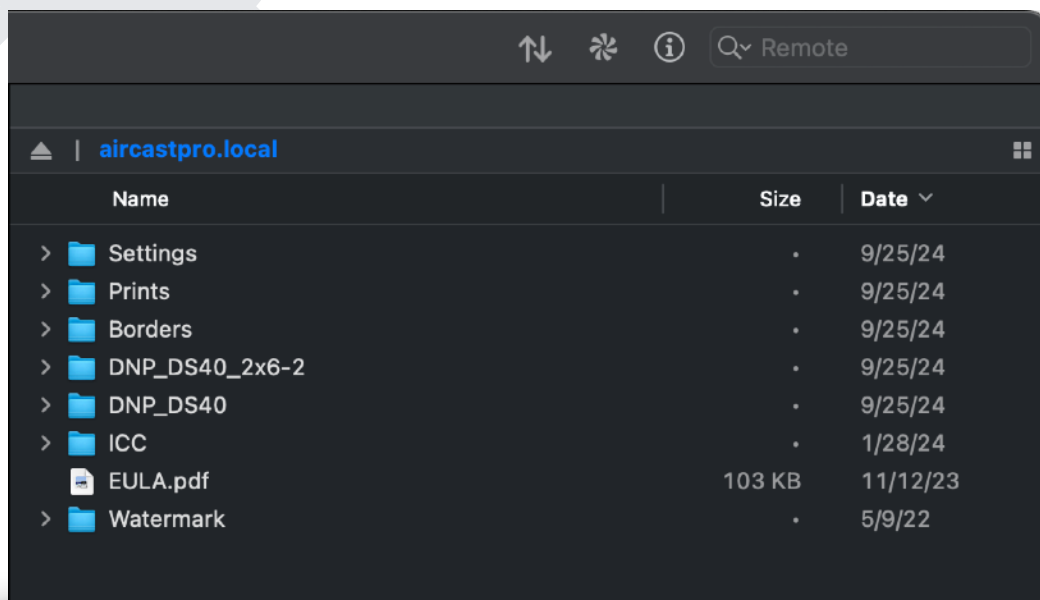 Remote
aircastpro.local
Name Size Date
Settings 9/25/24
Prints 9/25/24
Borders 9/25/24
DNP_DS40_2x6-2 9/25/24
DNP_DS40 9/25/24
ICC 1/28/24
EULA.pdf 103 KB 11/12/23
Watermark 5/9/22